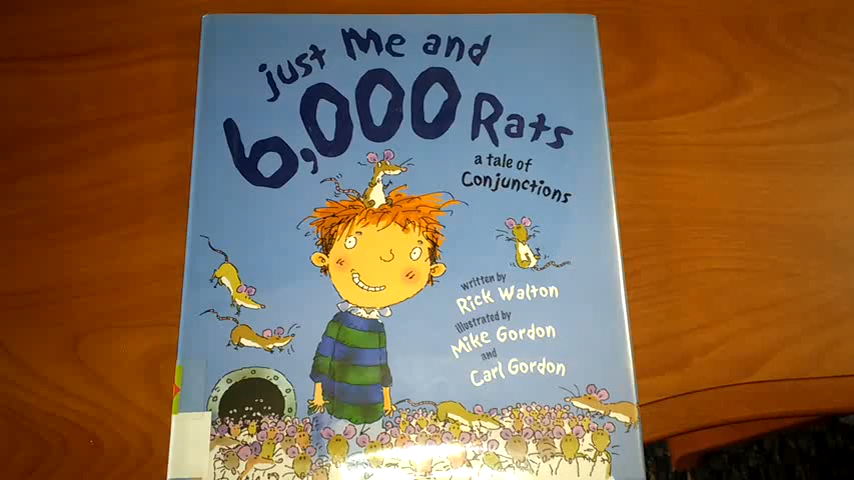 just Me and
6,000 Rats
a tale of
Conjunctions
written by
Rick Walton
illustrated by
Mike Gordon
and
Carl Gordon